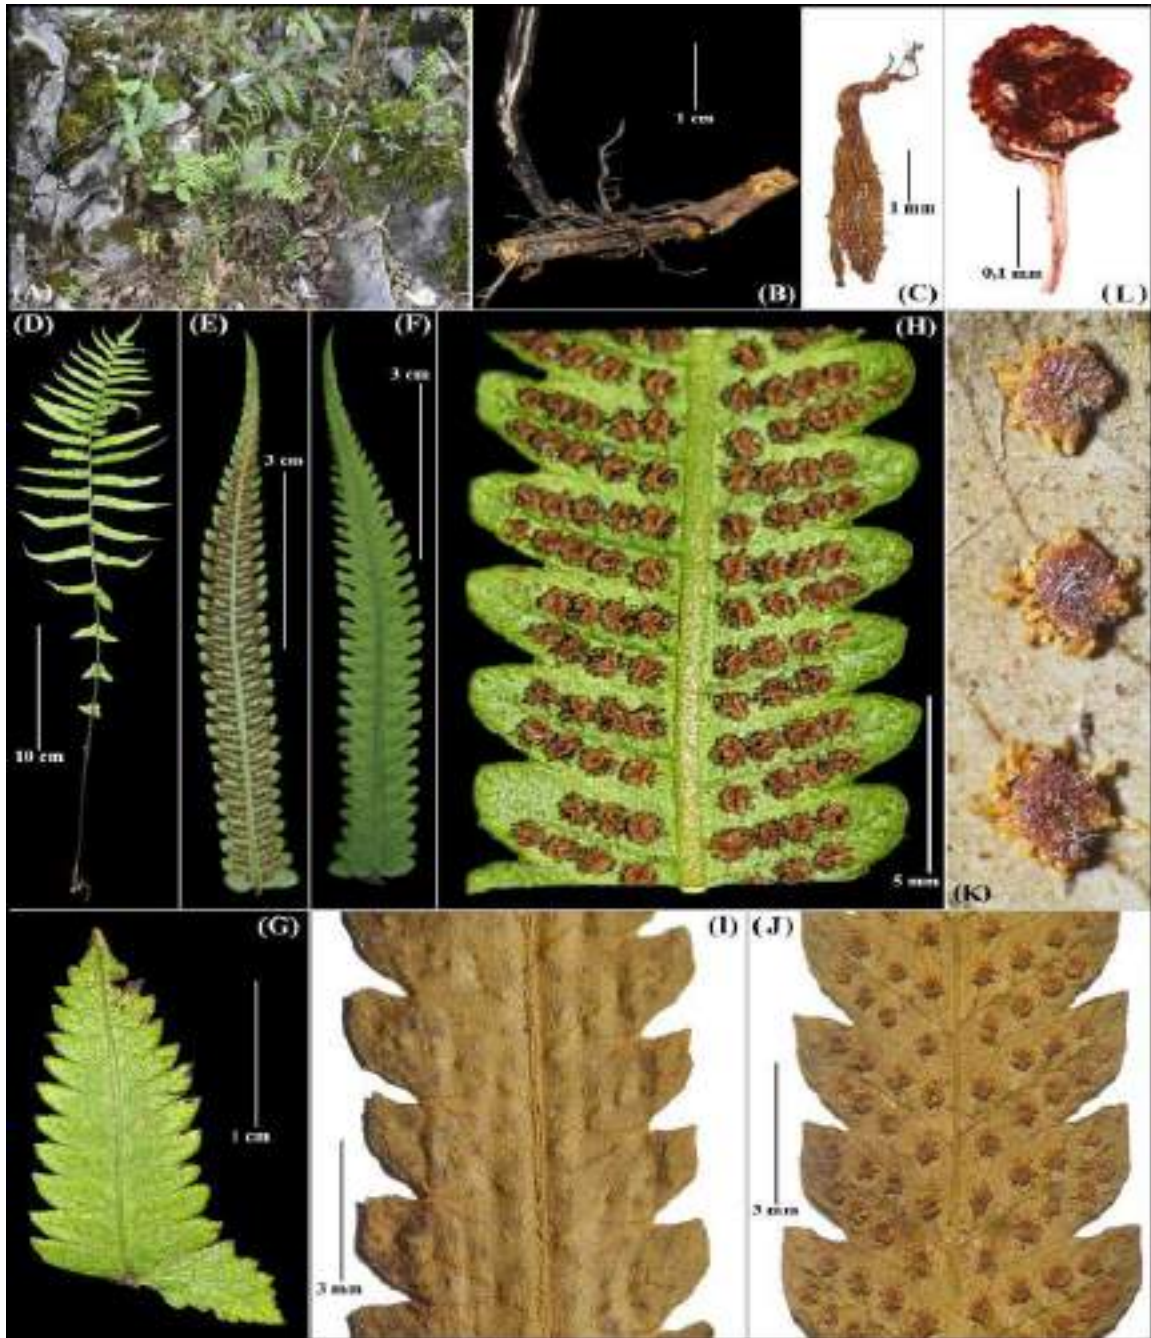 1 cm
(B)
1 mm
(C)
0,1 mm
(L)
(D)
10 cm
(E)
3 cm
(F)
3 cm
(H)
5 mm
(K)
(G)
1 cm
(I)
3 mm
(J)
3 mm